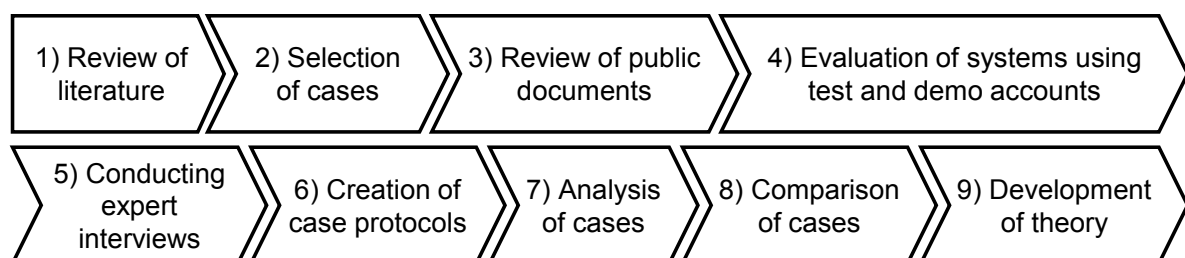 1) Review of
literature
2) Selection
of cases
3) Review of public
documents
4) Evaluation of systems using
test and demo accounts
5) Conducting
expert
interviews
6) Creation of
case protocols
7) Analysis
of cases
8) Comparison
of cases
9) Development
of theory